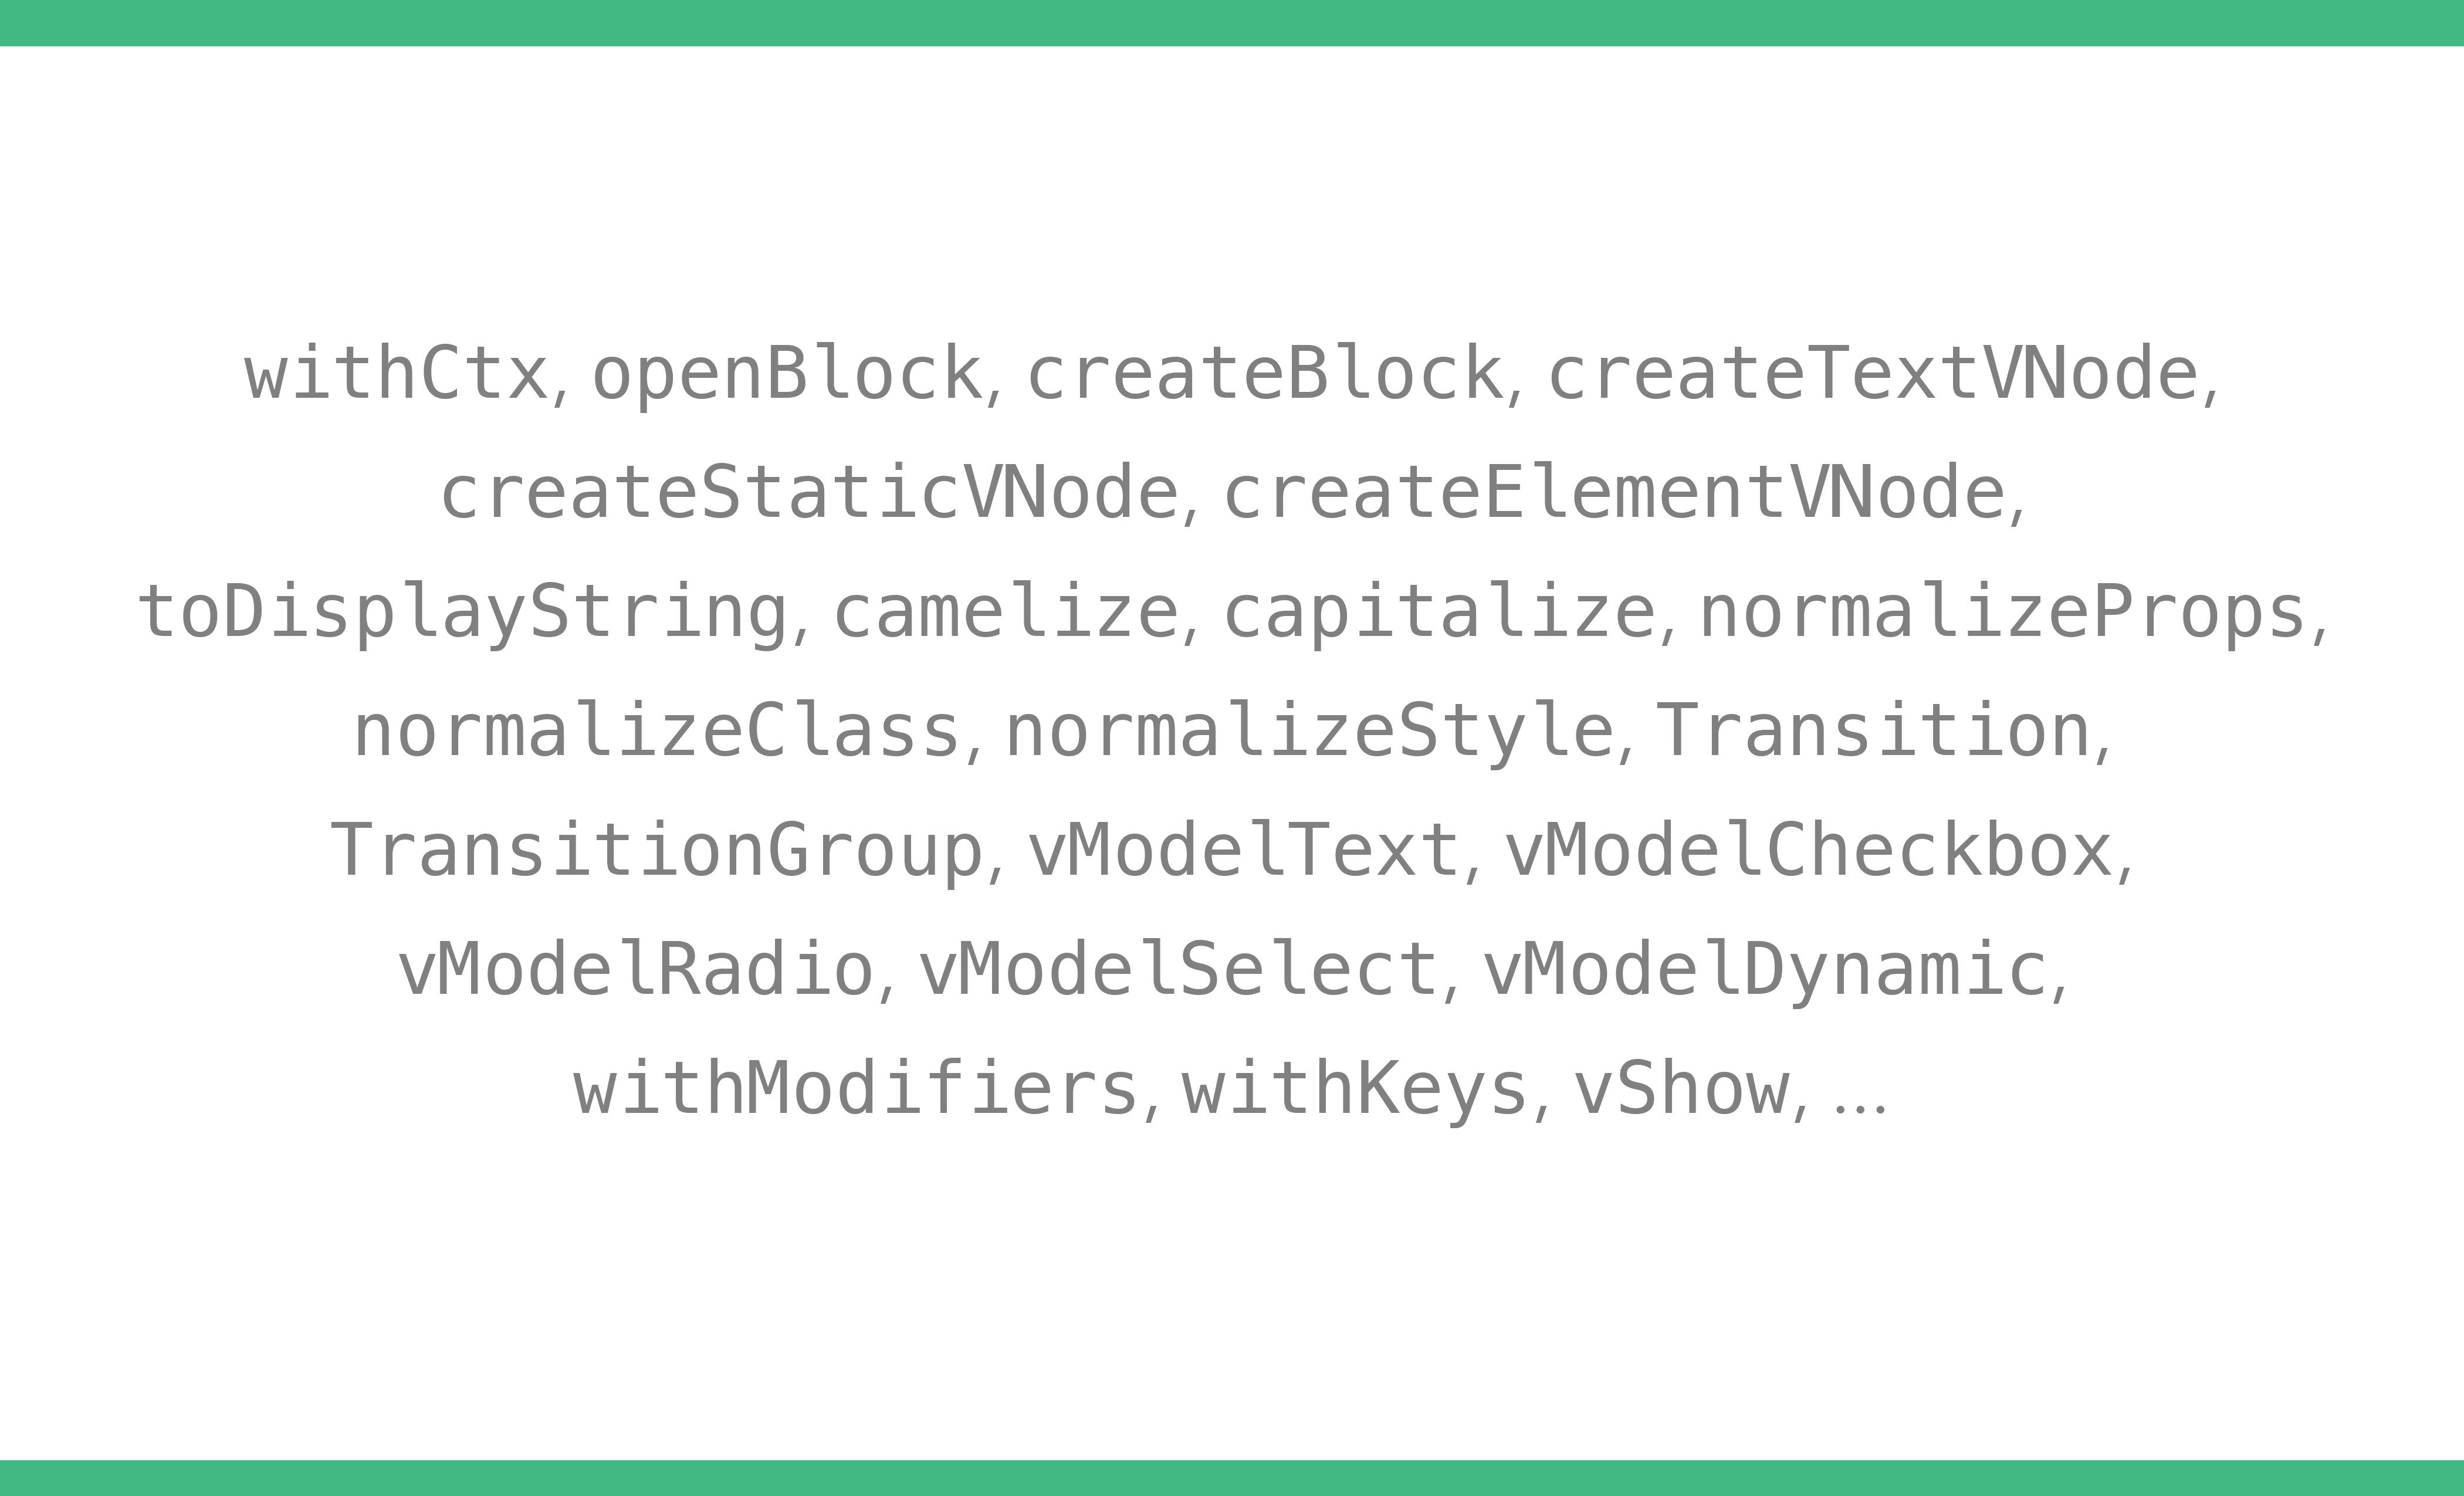 withCtx, openBlock, createBlock, createTextVNode,
createStaticVNode, createElementVNode,
toDisplayString, camelize, capitalize, normalizeProps,
normalizeClass, normalizeStyle, Transition,
TransitionGroup, vModelText, vModelCheckbox,
vModelRadio, vModelSelect, vModelDynamic,
withModifiers, withKeys, vShow, ...